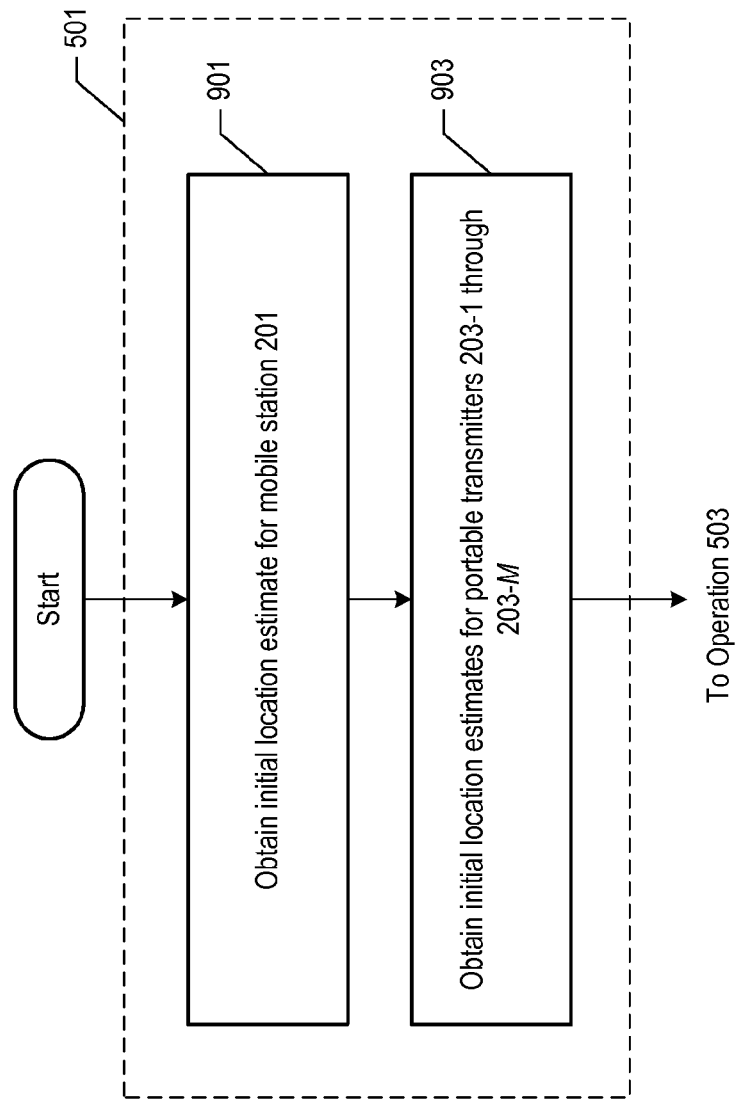 Start
501
901
Obtain initial location estimate for mobile station 201
903
Obtain initial location estimates for portable transmitters 203-1 through
203-M
To Operation 503